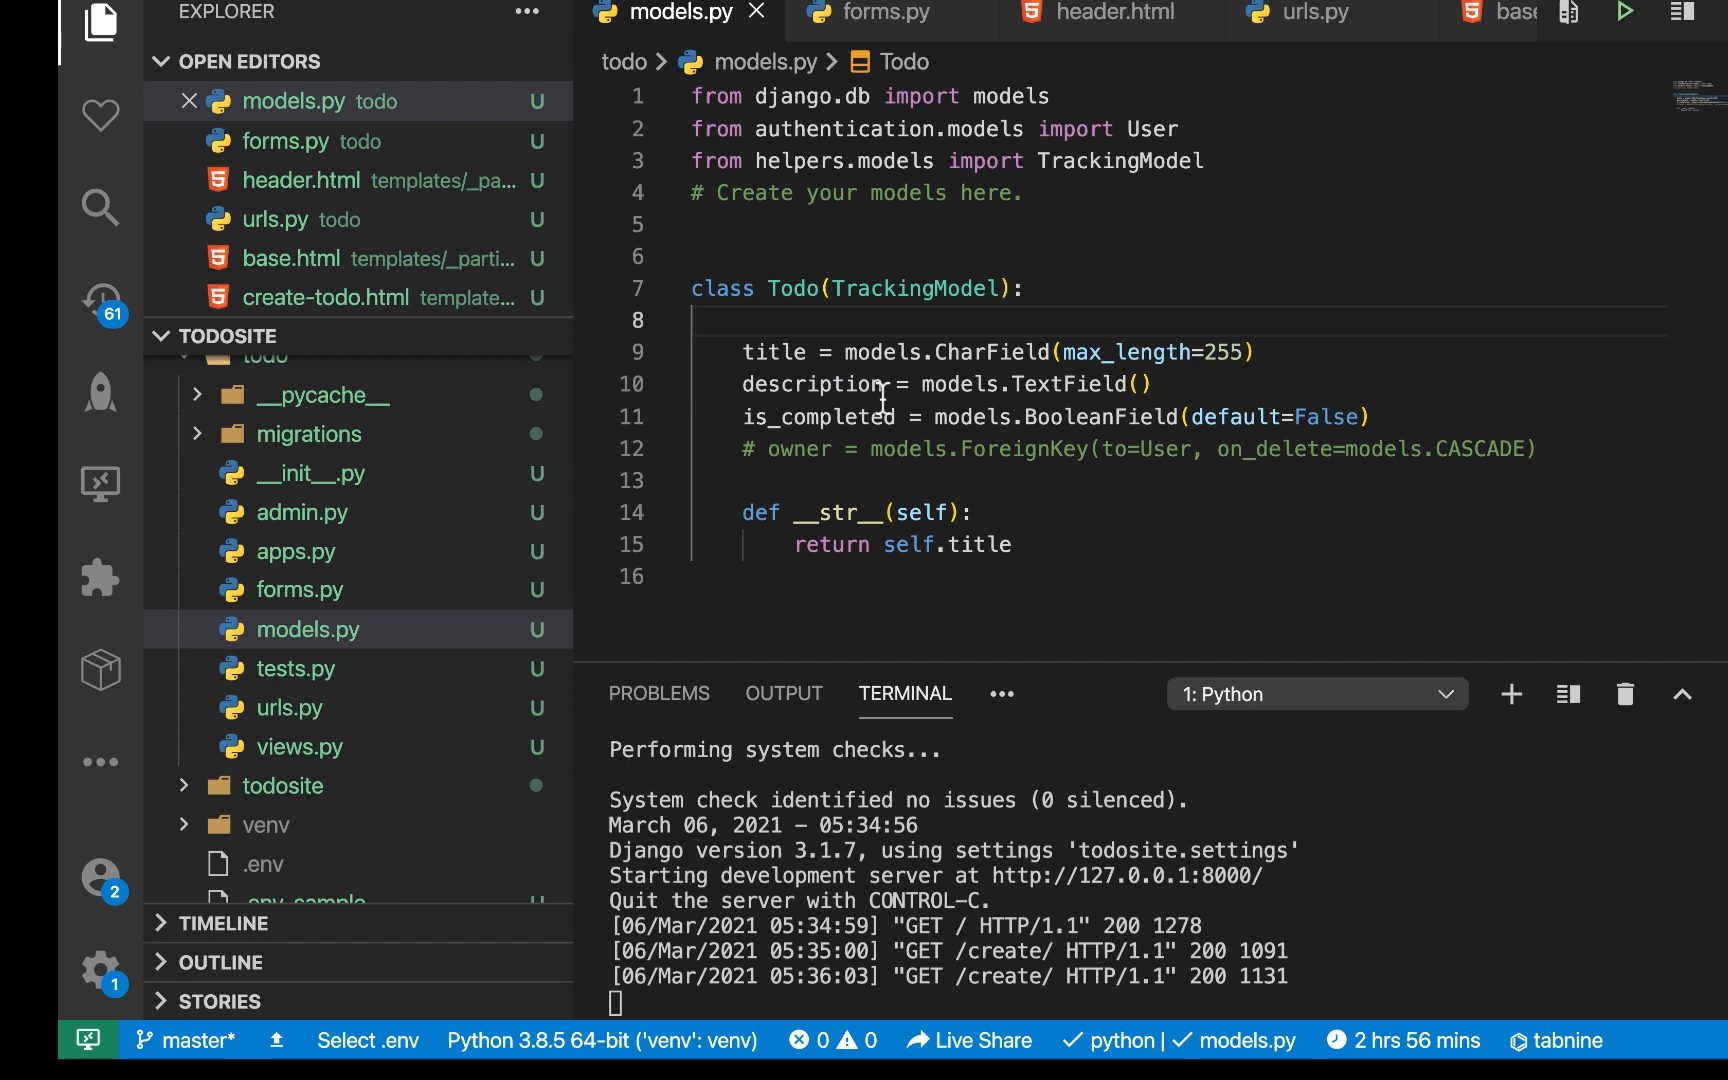 EXPLORER
models.py
forms.py
header.html
urls.py
OPEN EDITORS
todo
models.py
Todo
models.py todo U
forms.py todo U
header.html templates/_pa... U
urls.py todo U
base.html templates/_parti... U
create-todo.html template... U
1 from django.db import models
2 from authentication.models import User
3 from helpers.models import TrackingModel
4 # Create your models here.
5
6
7 class Todo(TrackingModel):
8
9 title = models.CharField(max_length=255)
10 description = models.TextField()
11 is_completed = models.BooleanField(default=False)
12 # owner = models.ForeignKey(to=User, on_delete=models.CASCADE)
13
14 def __str__(self):
15 return self.title
16
61
TODOSITE
todo
__pycache__
migrations
__init__.py U
admin.py U
apps.py U
forms.py U
models.py U
tests.py U
urls.py U
views.py U
todosite
venv
.env
TIMELINE
OUTLINE
STORIES
2
1
PROBLEMS OUTPUT TERMINAL
1: Python
Performing system checks...
System check identified no issues (0 silenced).
March 06, 2021 - 05:34:56
Django version 3.1.7, using settings 'todosite.settings'
Starting development server at http://127.0.0.1:8000/
Quit the server with CONTROL-C.
[06/Mar/2021 05:34:59] "GET / HTTP/1.1" 200 1278
[06/Mar/2021 05:35:00] "GET /create/ HTTP/1.1" 200 1091
[06/Mar/2021 05:36:03] "GET /create/ HTTP/1.1" 200 1131
master* Select .env Python 3.8.5 64-bit ('venv': venv) 0 0 Live Share python | models.py 2 hrs 56 mins tabnine